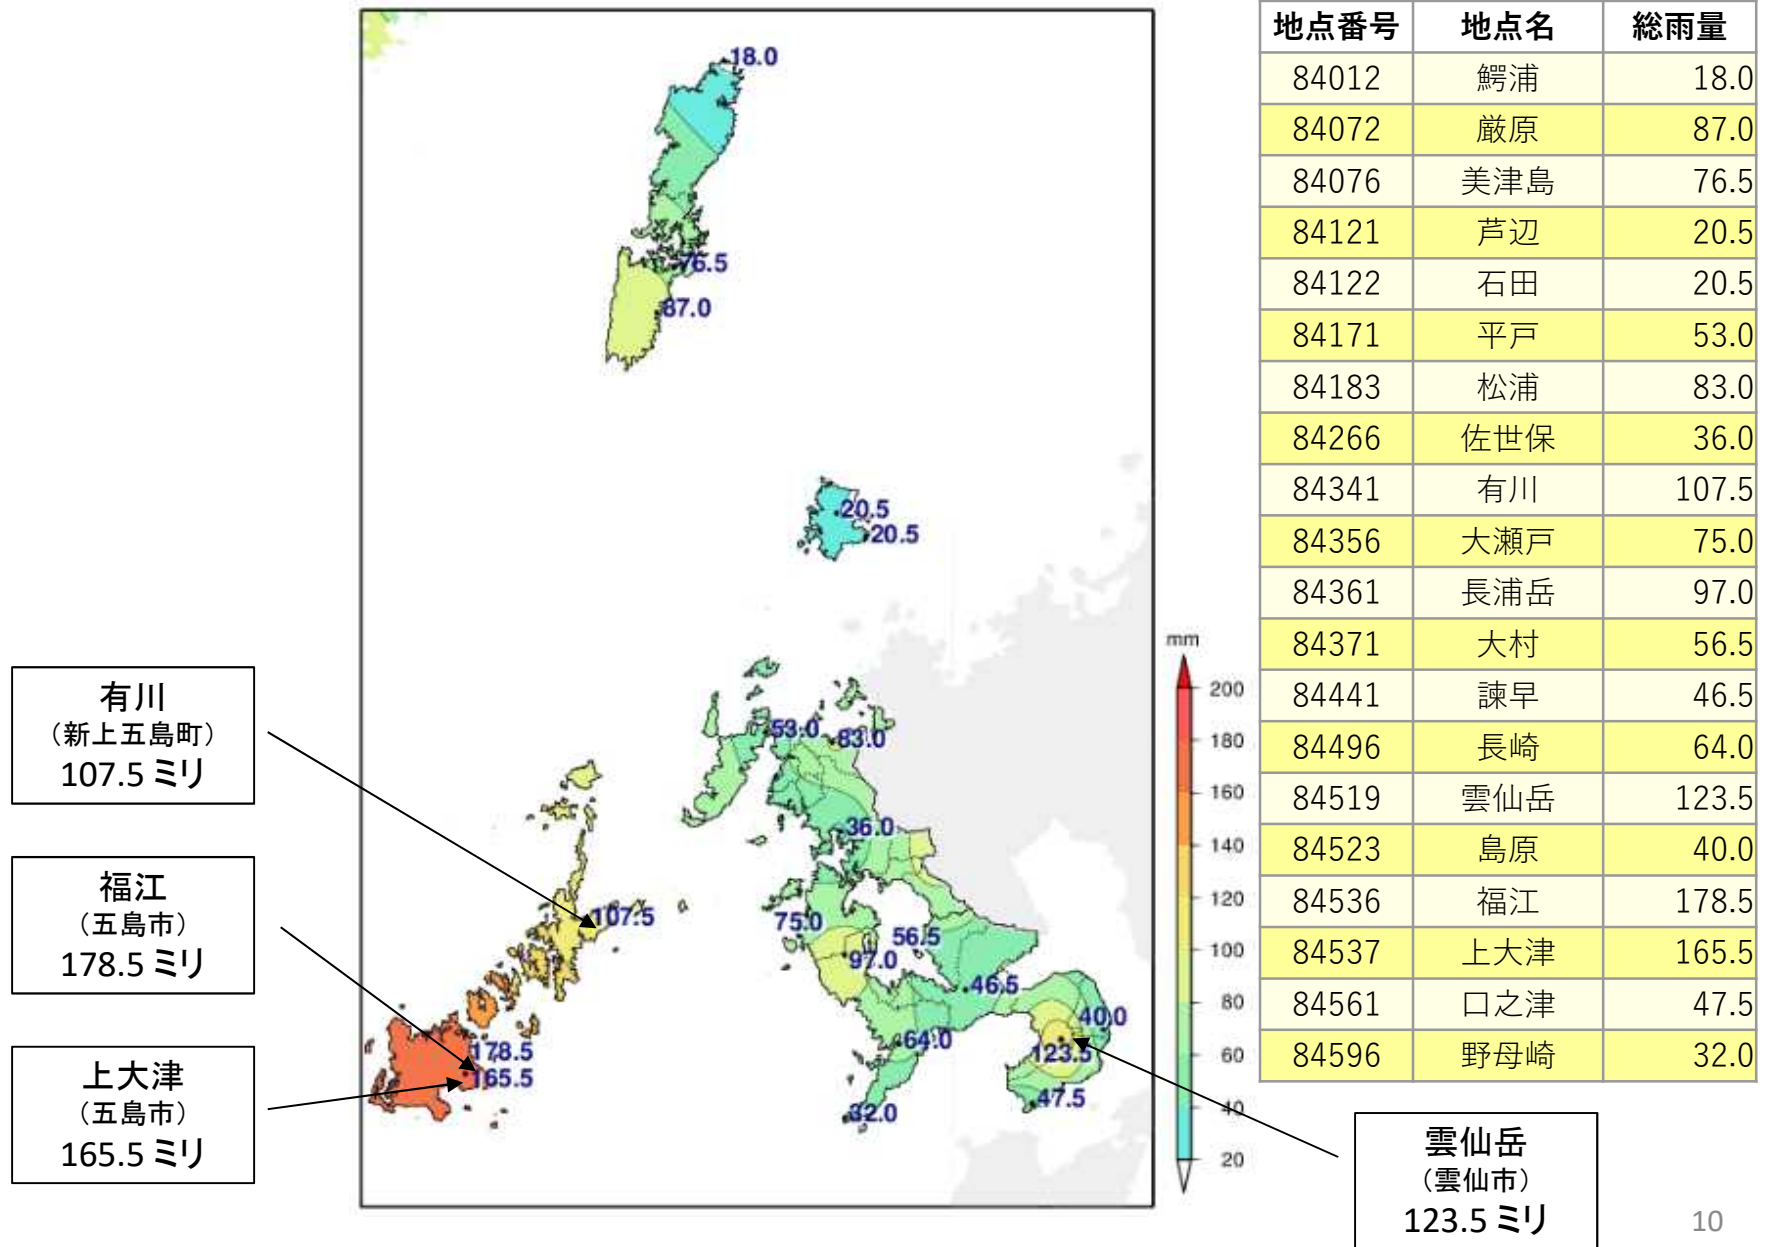 18.0
76.5
87.0
20.5
20.5
53.0
83.0
36.0
107.5
75.0
56.5
97.0
46.5
40.0
64.0
123.5
178.5
165.5
47.5
32.0
有川
（新上五島町）
107.5 ミリ
福江
（五島市）
178.5 ミリ
上大津
（五島市）
165.5 ミリ
mm
200
180
160
140
120
100
80
60
40
20
地点番号 地点名 総雨量
84012 鰐浦 18.0
84072 厳原 87.0
84076 美津島 76.5
84121 芦辺 20.5
84122 石田 20.5
84171 平戸 53.0
84183 松浦 83.0
84266 佐世保 36.0
84341 有川 107.5
84356 大瀬戸 75.0
84361 長浦岳 97.0
84371 大村 56.5
84441 諫早 46.5
84496 長崎 64.0
84519 雲仙岳 123.5
84523 島原 40.0
84536 福江 178.5
84537 上大津 165.5
84561 口之津 47.5
84596 野母崎 32.0
雲仙岳
（雲仙市）
123.5 ミリ
10